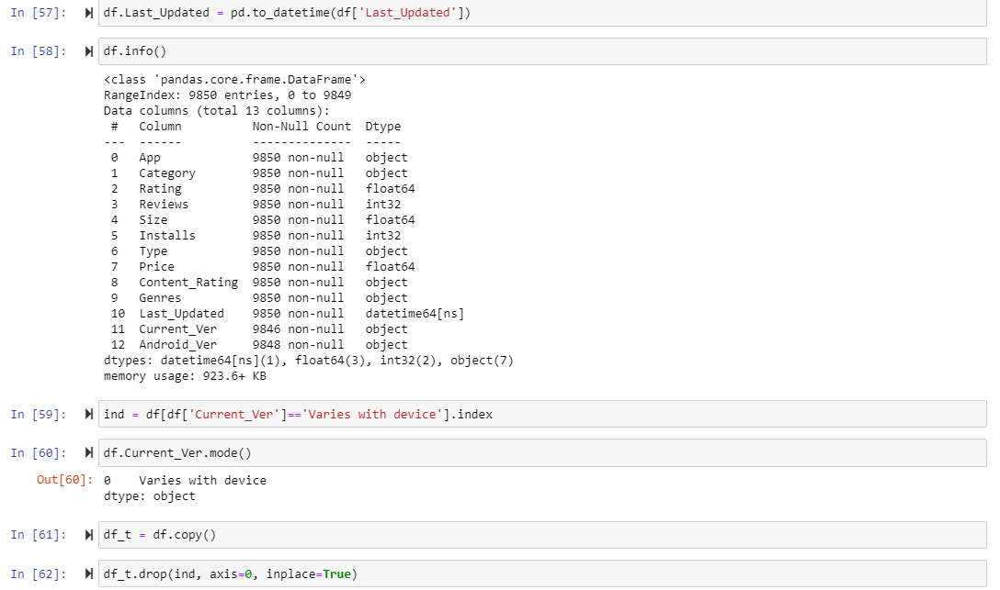 In [57]: df.Last_Updated = pd.to_datetime(df['Last_Updated'])
In [58]: df.info()
<class 'pandas.core.frame.DataFrame'>
RangeIndex: 9850 entries, 0 to 9849
Data columns (total 13 columns):
 #   Column          Non-Null Count  Dtype
---  ------          --------------  -----
 0   App             9850 non-null   object
 1   Category        9850 non-null   object
 2   Rating          9850 non-null   float64
 3   Reviews         9850 non-null   int32
 4   Size            9850 non-null   float64
 5   Installs        9850 non-null   int32
 6   Type            9850 non-null   object
 7   Price           9850 non-null   float64
 8   Content_Rating  9850 non-null   object
 9   Genres          9850 non-null   object
 10  Last_Updated    9850 non-null   datetime64[ns]
 11  Current_Ver     9846 non-null   object
 12  Android_Ver     9848 non-null   object
dtypes: datetime64[ns](1), float64(3), int32(2), object(7)
memory usage: 923.6+ KB
In [59]: ind = df[df['Current_Ver']=='Varies with device'].index
In [60]: df.Current_Ver.mode()
Out[60]: 0    Varies with device
dtype: object
In [61]: df_t = df.copy()
In [62]: df_t.drop(ind, axis=0, inplace=True)